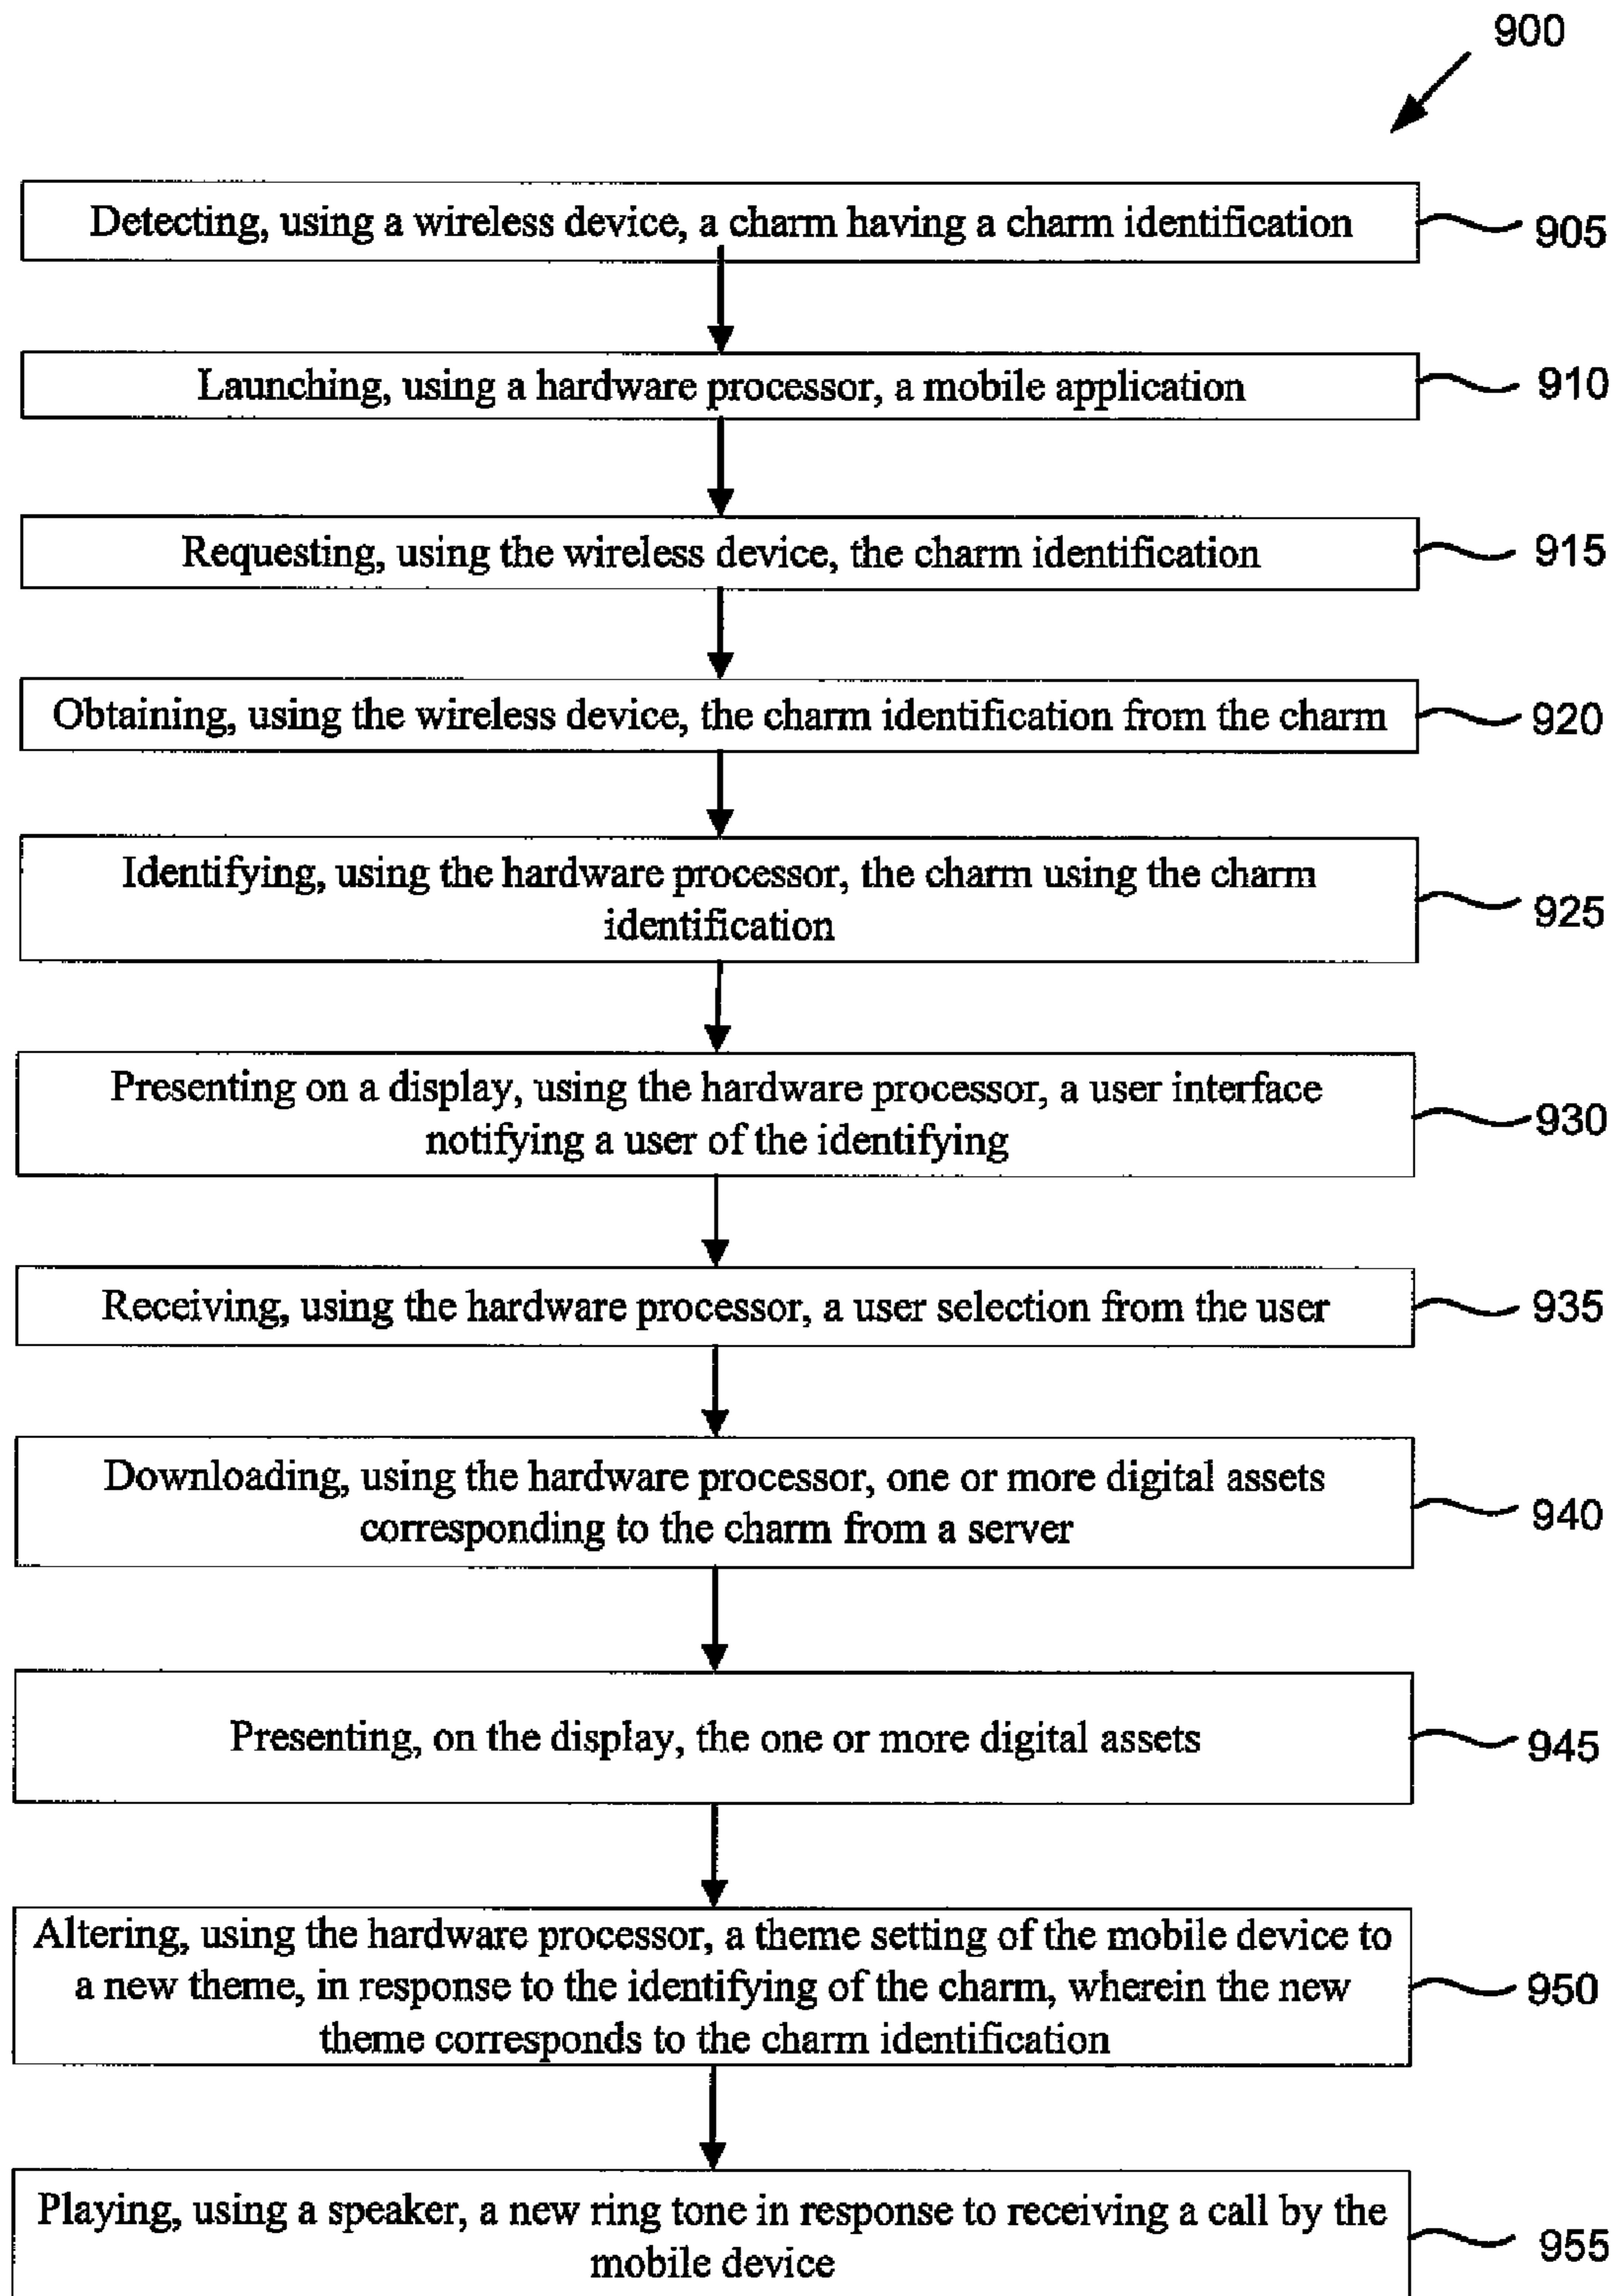 900
Detecting, using a wireless device, a charm having a charm identification
905
Launching, using a hardware processor, a mobile application
910
Requesting, using the wireless device, the charm identification
915
Obtaining, using the wireless device, the charm identification from the charm
920
Identifying, using the hardware processor, the charm using the charm
identification
925
Presenting on a display, using the hardware processor, a user interface
notifying a user of the identifying
930
Receiving, using the hardware processor, a user selection from the user
935
Downloading, using the hardware processor, one or more digital assets
corresponding to the charm from a server
940
Presenting, on the display, the one or more digital assets
945
Altering, using the hardware processor, a theme setting of the mobile device to
a new theme, in response to the identifying of the charm, wherein the new
theme corresponds to the charm identification
950
Playing, using a speaker, a new ring tone in response to receiving a call by the
mobile device
955